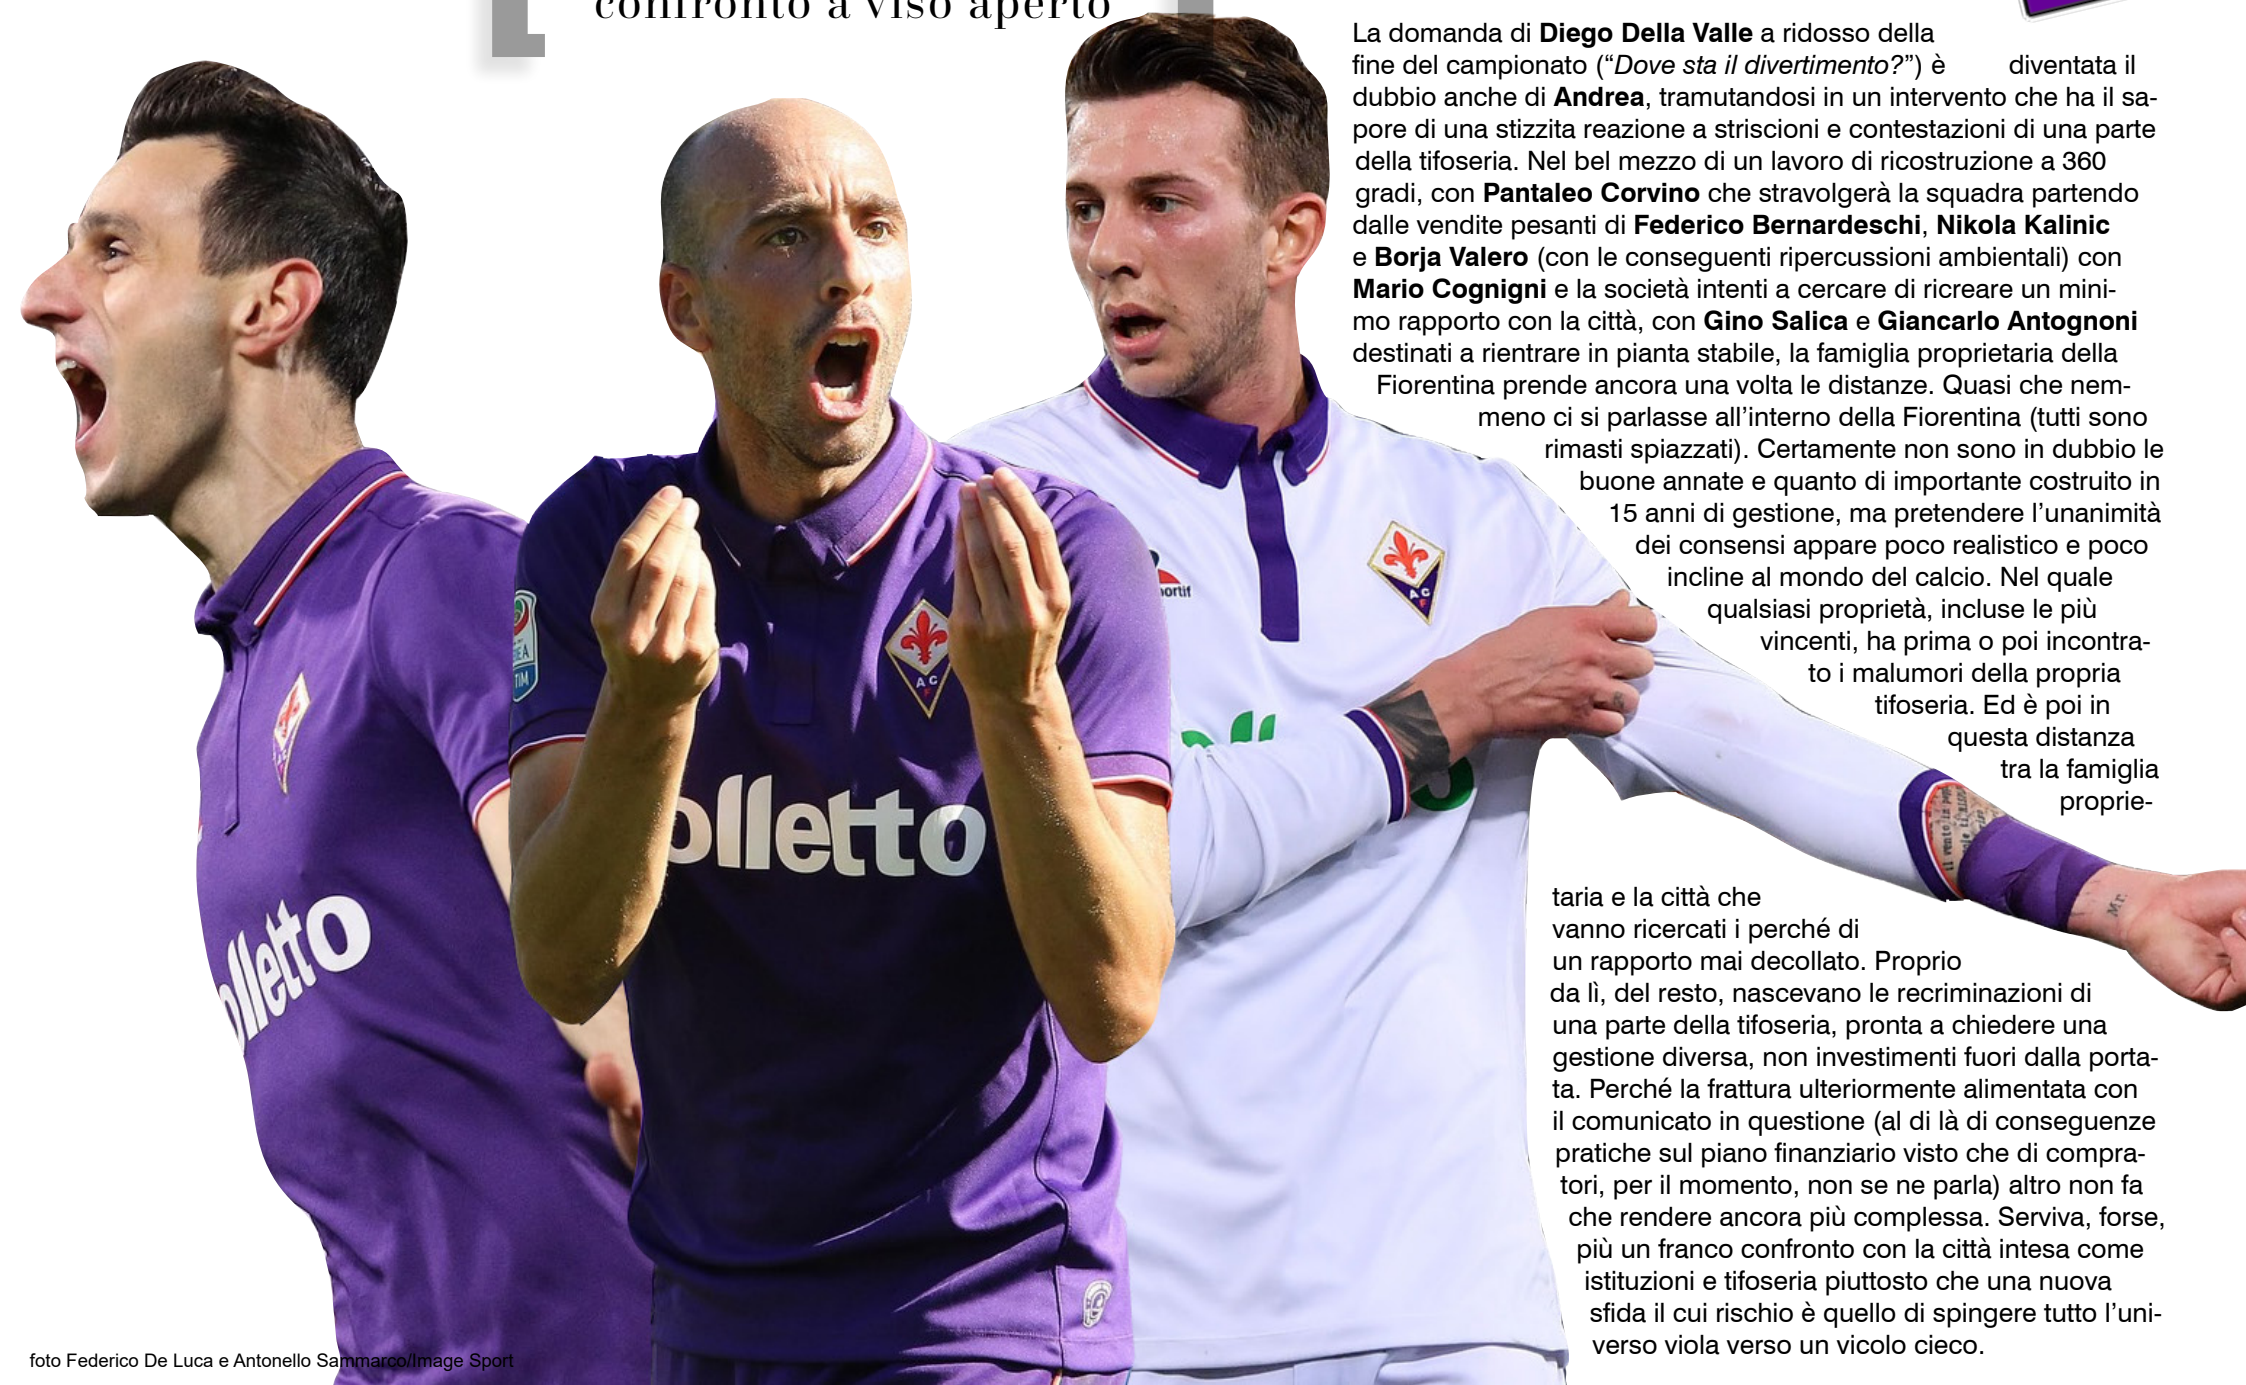 confronto a viso aperto
La domanda di Diego Della Valle a ridosso della
fine del campionato (“Dove sta il divertimento?”) è diventata il
dubbio anche di Andrea, tramutandosi in un intervento che ha il sa-
pore di una stizzita reazione a striscioni e contestazioni di una parte
della tifoseria. Nel bel mezzo di un lavoro di ricostruzione a 360
gradi, con Pantaleo Corvino che stravolgerà la squadra partendo
dalle vendite pesanti di Federico Bernardeschi, Nikola Kalinic
e Borja Valero (con le conseguenti ripercussioni ambientali) con
Mario Cognigni e la società intenti a cercare di ricreare un mini-
mo rapporto con la città, con Gino Salica e Giancarlo Antognoni
destinati a rientrare in pianta stabile, la famiglia proprietaria della
Fiorentina prende ancora una volta le distanze. Quasi che nem-
meno ci si parlasse all’interno della Fiorentina (tutti sono
rimasti spiazzati). Certamente non sono in dubbio le
buone annate e quanto di importante costruito in
15 anni di gestione, ma pretendere l’unanimità
dei consensi appare poco realistico e poco
incline al mondo del calcio. Nel quale
qualsiasi proprietà, incluse le più
vincenti, ha prima o poi incontra-
to i malumori della propria
tifoseria. Ed è poi in
questa distanza
tra la famiglia
proprie-
taria e la città che
vanno ricercati i perché di
un rapporto mai decollato. Proprio
da lì, del resto, nascevano le recriminazioni di
una parte della tifoseria, pronta a chiedere una
gestione diversa, non investimenti fuori dalla porta-
ta. Perché la frattura ulteriormente alimentata con
il comunicato in questione (al di là di conseguenze
pratiche sul piano finanziario visto che di compra-
tori, per il momento, non se ne parla) altro non fa
che rendere ancora più complessa. Serviva, forse,
più un franco confronto con la città intesa come
istituzioni e tifoseria piuttosto che una nuova
sfida il cui rischio è quello di spingere tutto l’uni-
verso viola verso un vicolo cieco.
olletto
olletto
ortif
A C
F
A C
F
TIM
Mr.
foto Federico De Luca e Antonello Sammarco/Image Sport